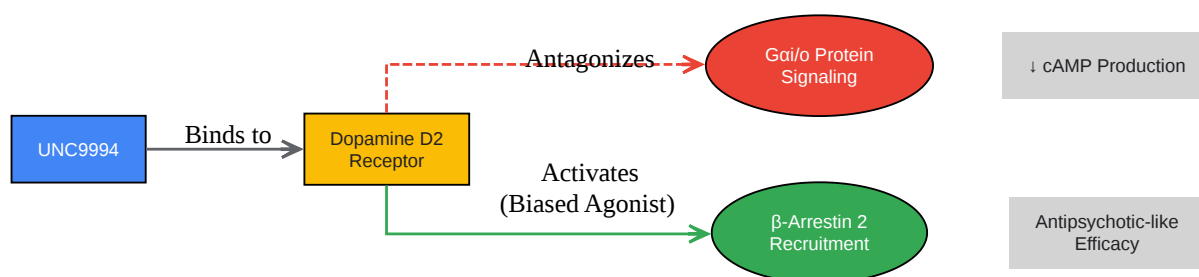 Antagonizes
Gαi/o Protein
Signaling
↓ cAMP Production
UNC9994
Binds to
Dopamine D2
Receptor
Activates
(Biased Agonist)
β-Arrestin 2
Recruitment
Antipsychotic-like
Efficacy